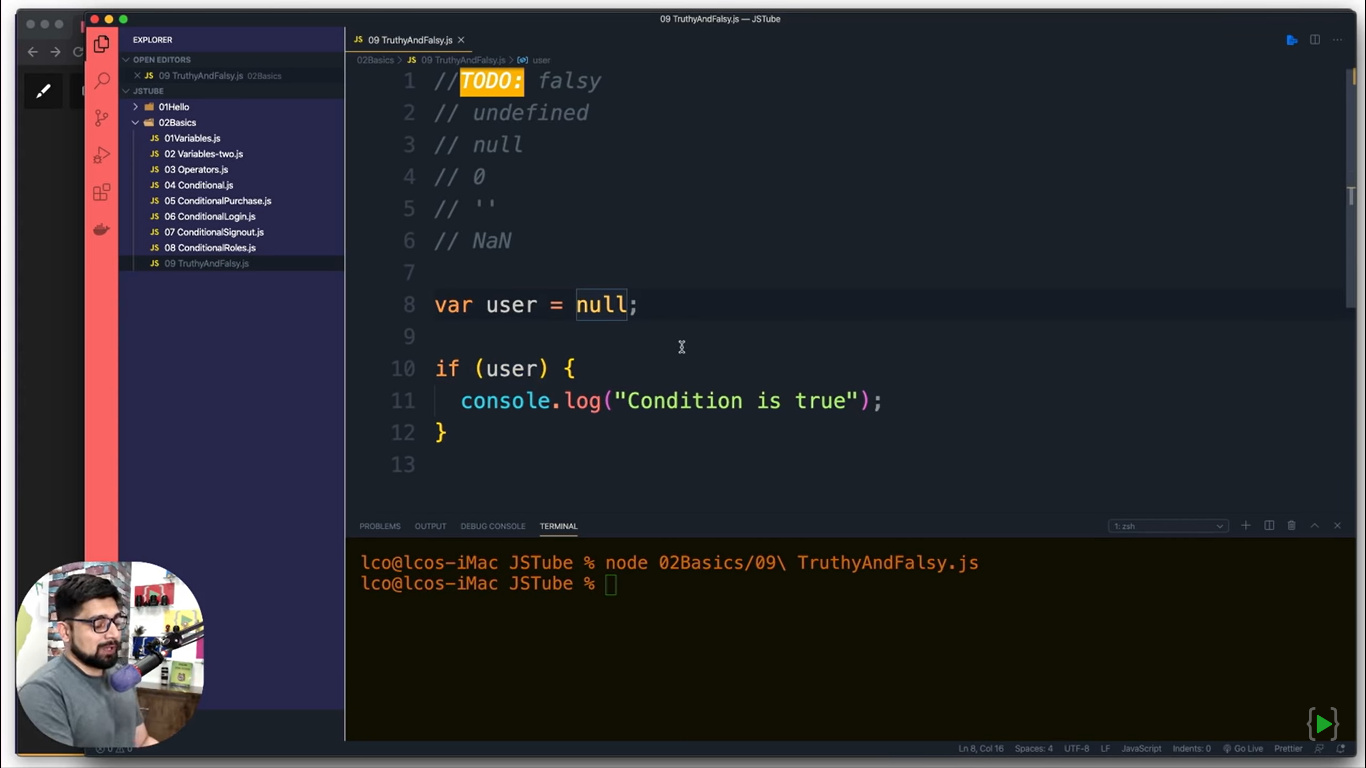 09 TruthyAndFalsy.js — JSTube
EXPLORER
OPEN EDITORS
JS 09 TruthyAndFalsy.js 02Basics
JSTUBE
01Hello
02Basics
JS 01Variables.js
JS 02 Variables-two.js
JS 03 Operators.js
JS 04 Conditional.js
JS 05 ConditionalPurchase.js
JS 06 ConditionalLogin.js
JS 07 ConditionalSignout.js
JS 08 ConditionalRoles.js
JS 09 TruthyAndFalsy.js
JS 09 TruthyAndFalsy.js ×
02Basics > JS 09 TruthyAndFalsy.js > user
1 //TODO: falsy
2 // undefined
3 // null
4 // 0
5 // ''
6 // NaN
7
8 var user = null;
9
10 if (user) {
11 console.log("Condition is true");
12 }
13
PROBLEMS OUTPUT DEBUG CONSOLE TERMINAL 1: zsh
lco@lcos-iMac JSTube % node 02Basics/09\ TruthyAndFalsy.js
lco@lcos-iMac JSTube %
Ln 8, Col 16 Spaces: 4 UTF-8 LF JavaScript Indents: 0 Go Live Prettier